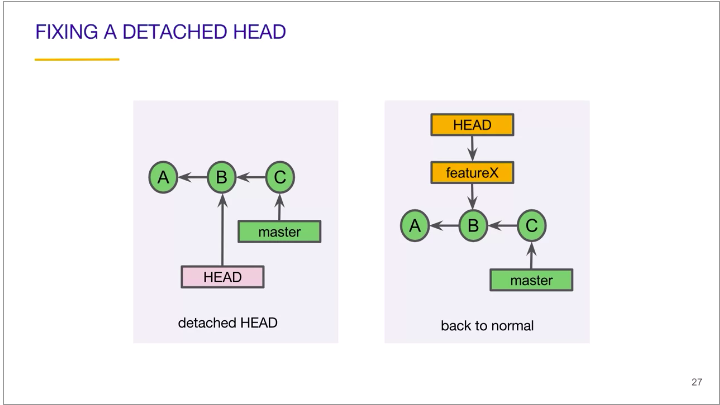 FIXING A DETACHED HEAD
A B C
master
HEAD
detached HEAD
HEAD
featureX
A B C
master
back to normal
27